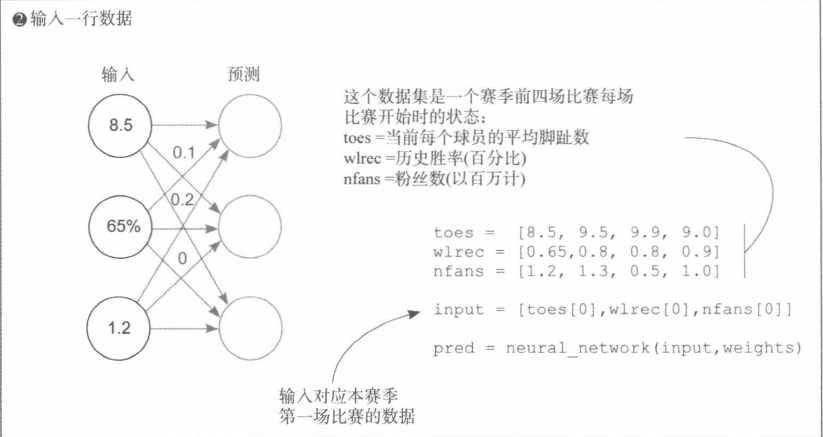 ❷输入一行数据
输入
预测
8.5
65%
1.2
0.1
0.2
0
这个数据集是一个赛季前四场比赛每场
比赛开始时的状态:
toes =当前每个球员的平均脚趾数
wlrec =历史胜率(百分比)
nfans =粉丝数(以百万计)
toes = [8.5, 9.5, 9.9, 9.0]
wlrec = [0.65,0.8, 0.8, 0.9]
nfans = [1.2, 1.3, 0.5, 1.0]
input = [toes[0],wlrec[0],nfans[0]]
pred = neural_network(input,weights)
输入对应本赛季
第一场比赛的数据